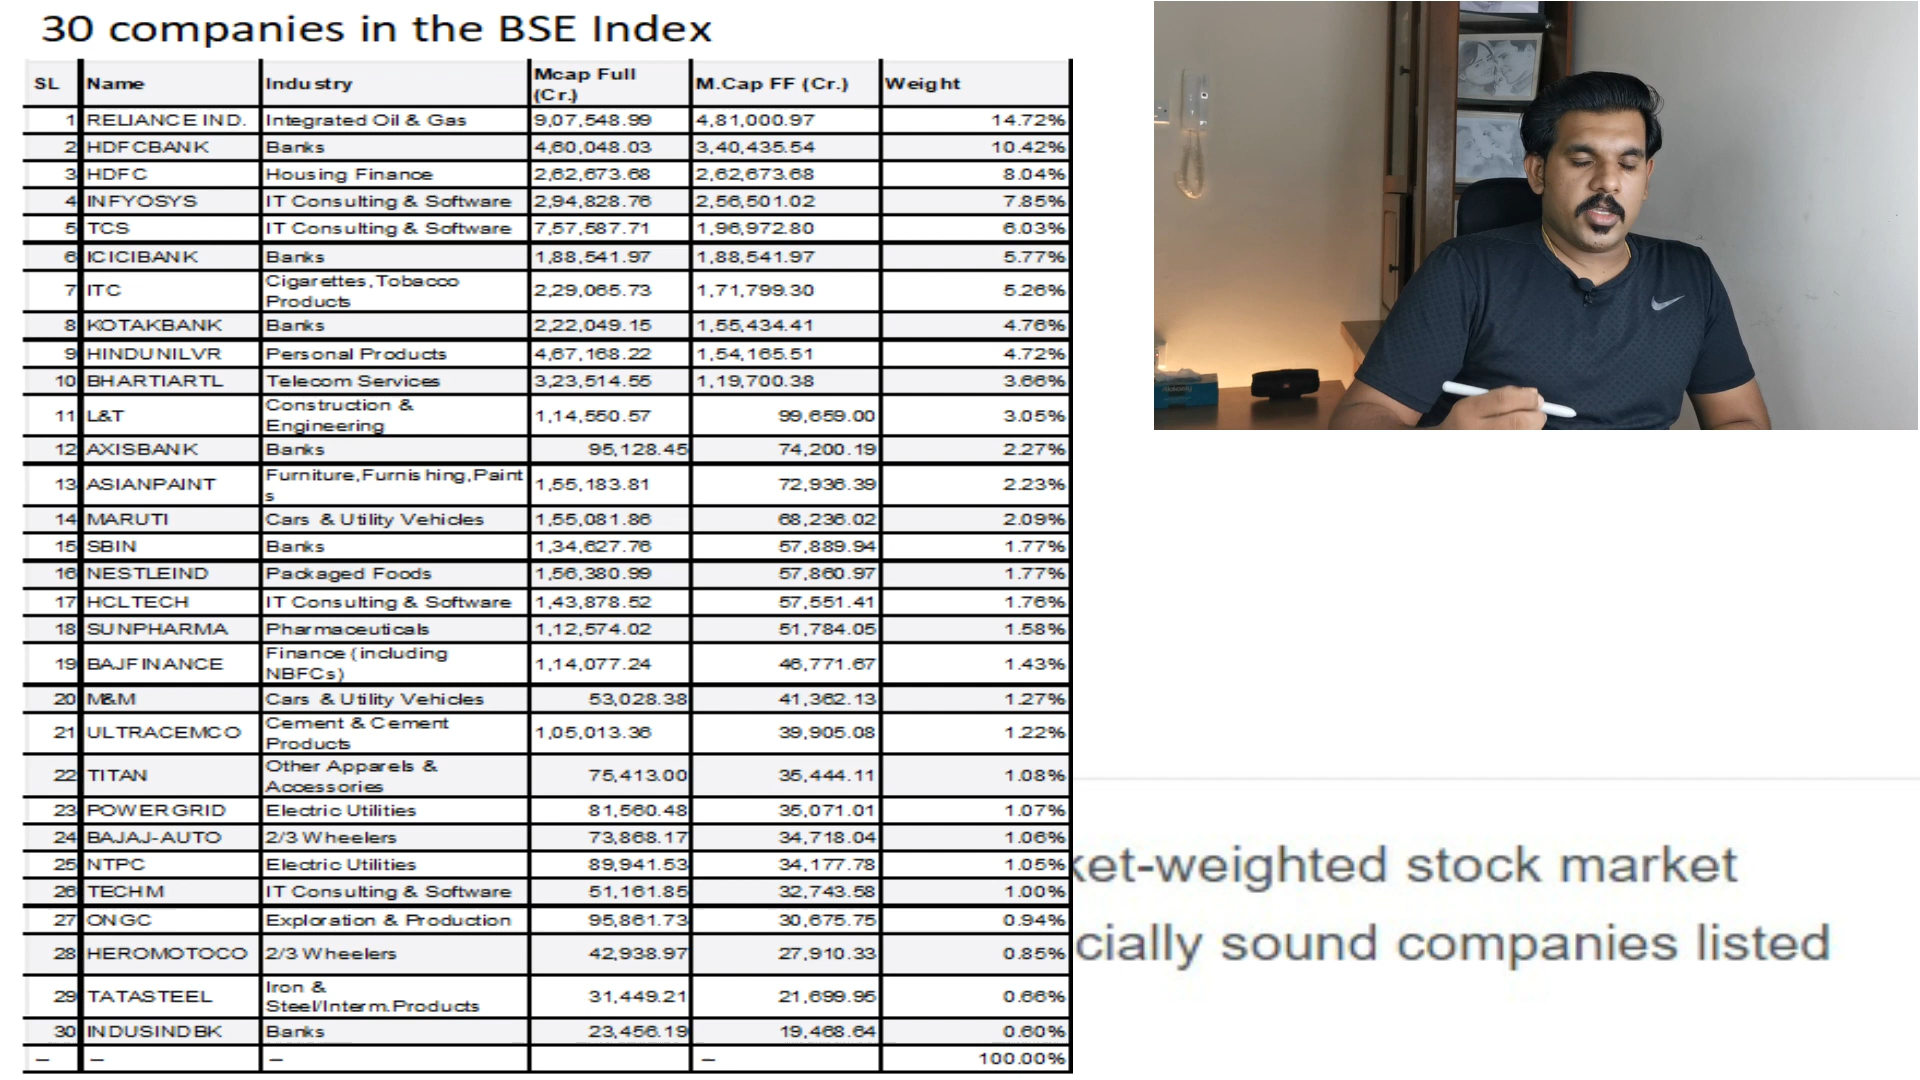 30 companies in the BSE Index
SL Name Industry Mcap Full (Cr.) M.Cap FF (Cr.) Weight
1 RELIANCE IND. Integrated Oil & Gas 9,07,548.99 4,81,000.97 14.72%
2 HDFCBANK Banks 4,60,048.03 3,40,435.54 10.42%
3 HDFC Housing Finance 2,62,673.68 2,62,673.68 8.04%
4 INFYOSYS IT Consulting & Software 2,94,828.76 2,56,501.02 7.85%
5 TCS IT Consulting & Software 7,57,587.71 1,96,972.80 6.03%
6 ICICIBANK Banks 1,88,541.97 1,88,541.97 5.77%
7 ITC Cigarettes,Tobacco Products 2,29,065.73 1,71,799.30 5.26%
8 KOTAKBANK Banks 2,22,049.15 1,55,434.41 4.76%
9 HINDUNILVR Personal Products 4,67,168.22 1,54,165.51 4.72%
10 BHARTIARTL Telecom Services 3,23,514.55 1,19,700.38 3.66%
11 L&T Construction & Engineering 1,14,550.57 99,659.00 3.05%
12 AXISBANK Banks 95,128.45 74,200.19 2.27%
13 ASIANPAINT Furniture,Furnishing,Paints 1,55,183.81 72,936.39 2.23%
14 MARUTI Cars & Utility Vehicles 1,55,081.86 68,236.02 2.09%
15 SBIN Banks 1,34,627.76 57,889.94 1.77%
16 NESTLEIND Packaged Foods 1,56,380.99 57,860.97 1.77%
17 HCLTECH IT Consulting & Software 1,43,878.52 57,551.41 1.76%
18 SUNPHARMA Pharmaceuticals 1,12,574.02 51,784.05 1.58%
19 BAJFINANCE Finance (including NBFCs) 1,14,077.24 46,771.67 1.43%
20 M&M Cars & Utility Vehicles 53,028.38 41,362.13 1.27%
21 ULTRACEMCO Cement & Cement Products 1,05,013.36 39,905.08 1.22%
22 TITAN Other Apparels & Accessories 75,413.00 35,444.11 1.08%
23 POWERGRID Electric Utilities 81,560.48 35,071.01 1.07%
24 BAJAJ-AUTO 2/3 Wheelers 73,868.17 34,718.04 1.06%
25 NTPC Electric Utilities 89,941.53 34,177.78 1.05%
26 TECHM IT Consulting & Software 51,161.85 32,743.58 1.00%
27 ONGC Exploration & Production 95,861.73 30,675.75 0.94%
28 HEROMOTOCO 2/3 Wheelers 42,938.97 27,910.33 0.85%
29 TATASTEEL Iron & Steel/Interm.Products 31,449.21 21,699.95 0.66%
30 INDUSINDBK Banks 23,456.19 19,468.64 0.60%
– – – – 100.00%
ket-weighted stock market
cially sound companies listed